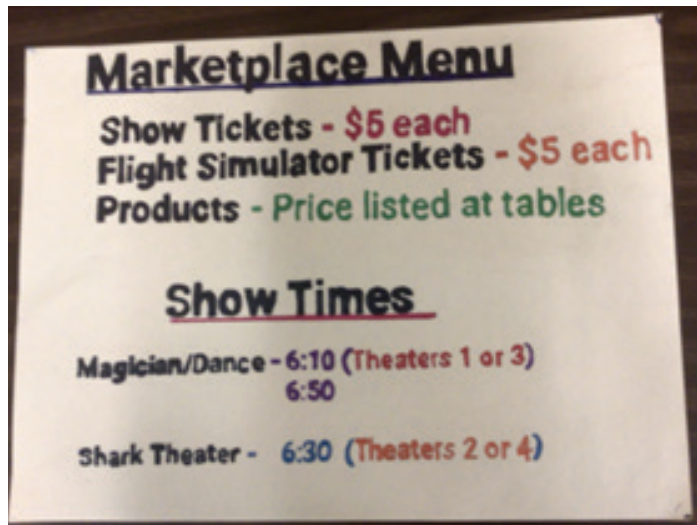 Marketplace Menu
Show Tickets - $5 each
Flight Simulator Tickets - $5 each
Products - Price listed at tables
Show Times
Magician/Dance - 6:10 (Theaters 1 or 3)
6:50
Shark Theater - 6:30 (Theaters 2 or 4)